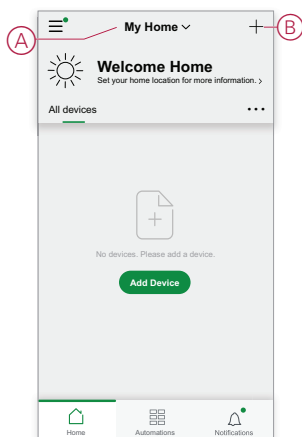 A
My Home
B
Welcome Home
Set your home location for more information. >
All devices
No devices. Please add a device.
Add Device
Home
Automations
Notifications